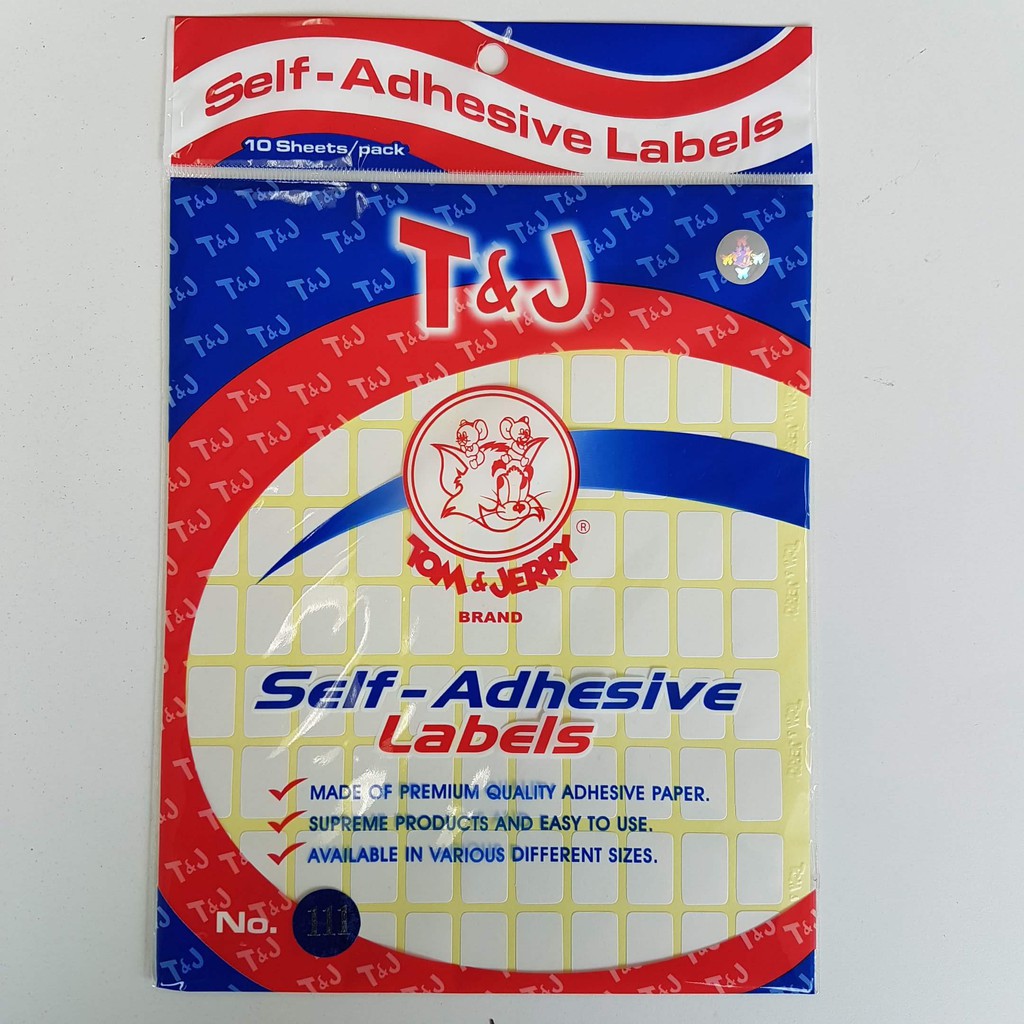 Self-Adhesive Labels
10 Sheets/pack
T&J
TOM & JERRY
®
BRAND
Self-Adhesive
Labels
MADE OF PREMIUM QUALITY ADHESIVE PAPER.
SUPREME PRODUCTS AND EASY TO USE.
AVAILABLE IN VARIOUS DIFFERENT SIZES.
No. 111